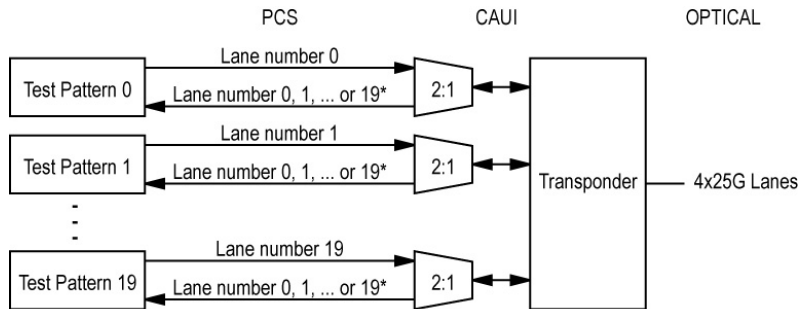 PCS CAUI OPTICAL
Lane number 0
Test Pattern 0
Lane number 0, 1, ... or 19*
2:1
Lane number 1
Test Pattern 1
Lane number 0, 1, ... or 19*
2:1
Transponder
4x25G Lanes
Lane number 19
Test Pattern 19
Lane number 0, 1, ... or 19*
2:1